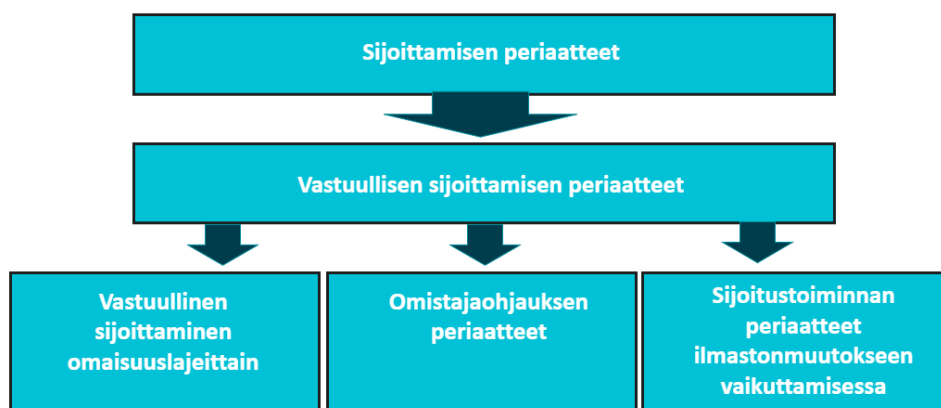 Sijoittamisen periaatteet
Vastuullisen sijoittamisen periaatteet
Vastuullinen
sijoittaminen
omaisuuslajeittain
Omistajaohjauksen
periaatteet
Sijoitustoiminnan
periaatteet
ilmastonmuutokseen
vaikuttamisessa